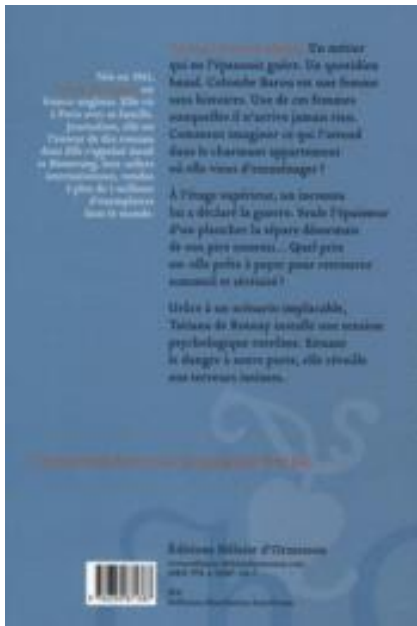 Née en 1961,
franco-anglaise. Elle vit
à Paris avec sa famille.
Journaliste, elle est
l'auteur de dix romans
dont Elle s'appelait Sarah
et Boomerang, best-sellers
internationaux, vendus
à plus de 5 millions
d'exemplaires
dans le monde.
Un métier
qui ne l'épanouit guère. Un quotidien
banal. Colombe Barou est une femme
sans histoires. Une de ces femmes
auxquelles il n'arrive jamais rien.
Comment imaginer ce qui l'attend
dans le charmant appartement
où elle vient d'emménager ?
À l'étage supérieur, un inconnu
lui a déclaré la guerre. Seule l'épaisseur
d'un plancher la sépare désormais
de son pire ennemi... Quel prix
est-elle prête à payer pour retrouver
sommeil et sérénité ?
Grâce à un scénario implacable,
Tatiana de Rosnay installe une tension
psychologique extrême. Situant
le danger à notre porte, elle réveille
nos terreurs intimes.
Éditions Héloïse d'Ormesson